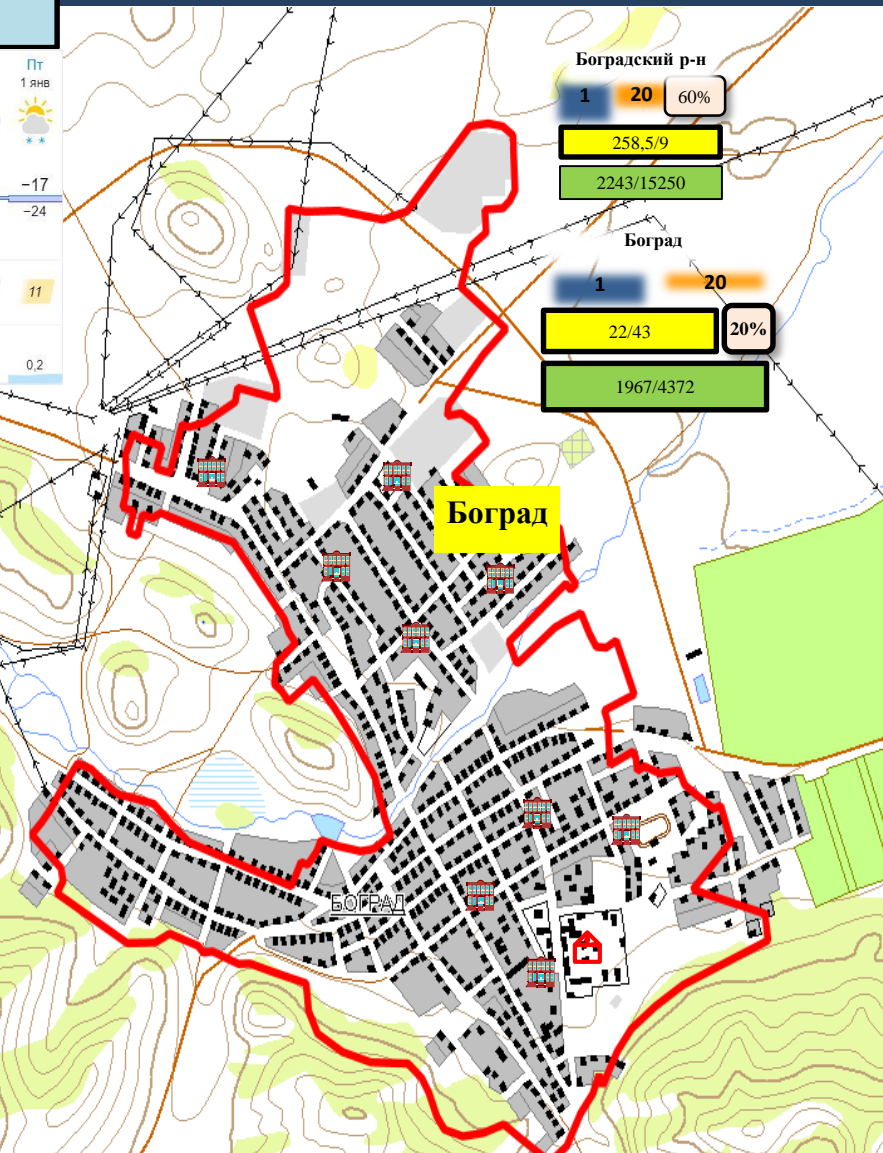 Пт
1 янв
−17
−24
11
0,2
Боградский р-н
1 20 60%
258,5/9
2243/15250
Боград
1 20
22/43 20%
1967/4372
Боград
БОГРАД